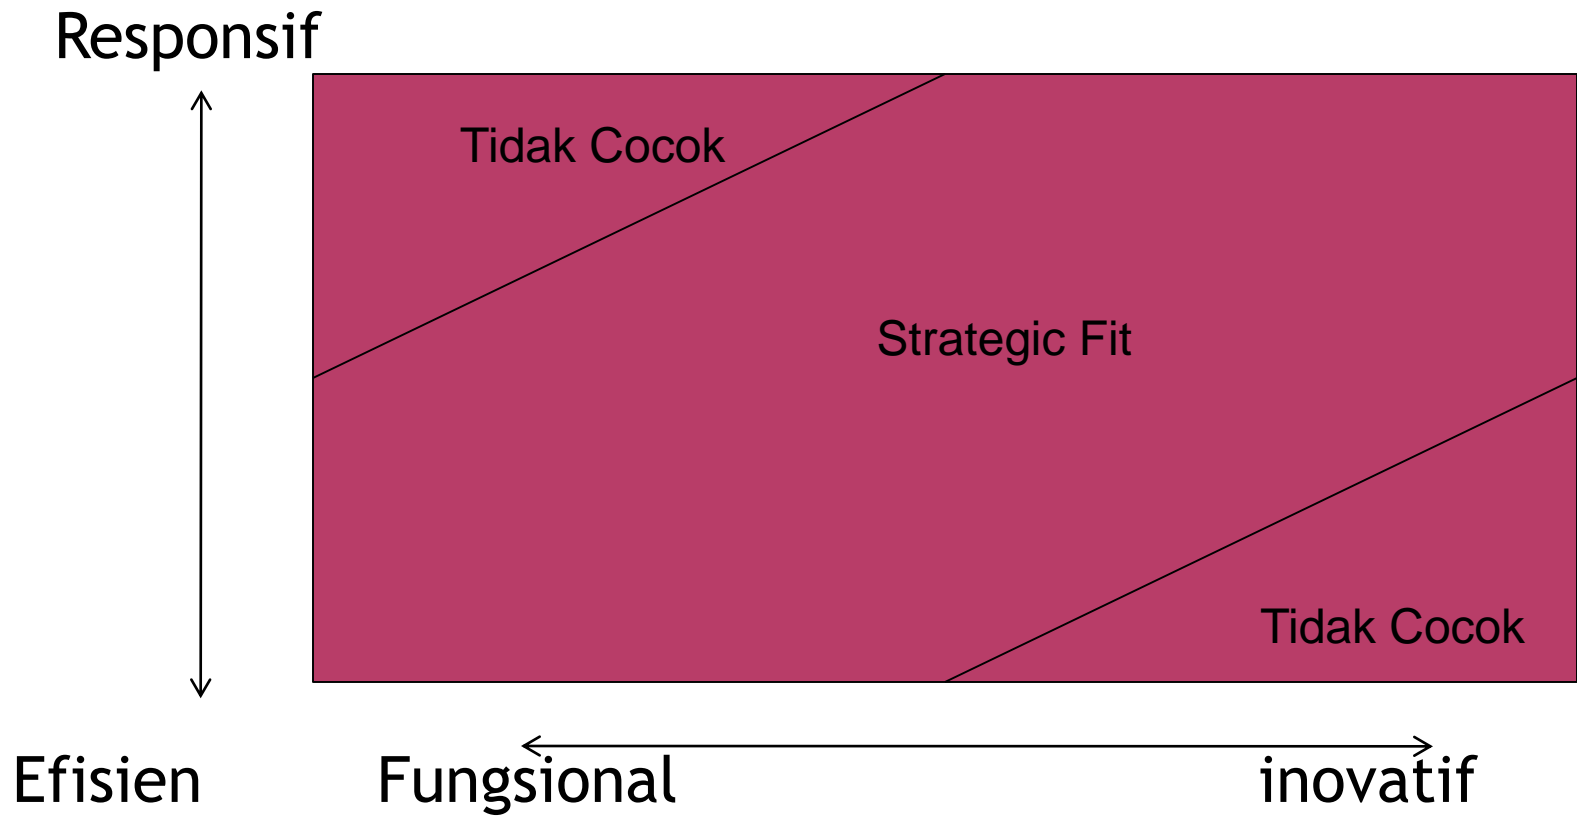 Responsif
Tidak Cocok
Strategic Fit
Tidak Cocok
Efisien
Fungsional
inovatif